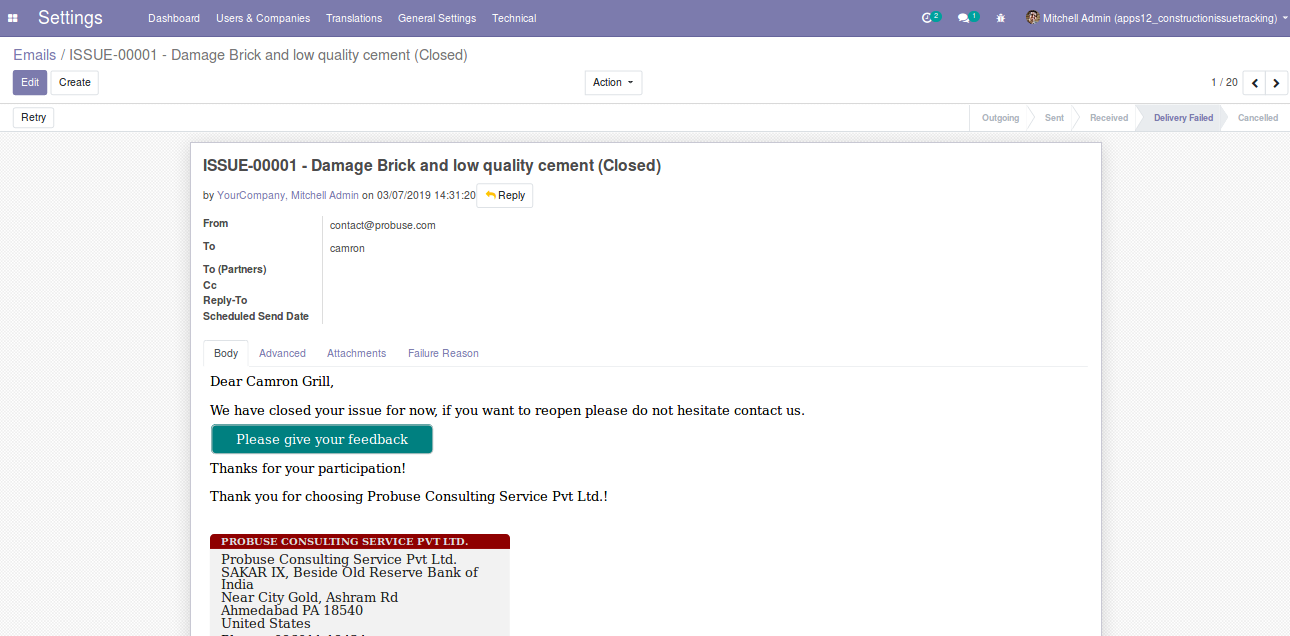 Settings Dashboard Users & Companies Translations General Settings Technical 2 1 Mitchell Admin (apps12_constructionissuetracking)
Emails / ISSUE-00001 - Damage Brick and low quality cement (Closed)
Edit Create Action 1 / 20
Retry Outgoing Sent Received Delivery Failed Cancelled
ISSUE-00001 - Damage Brick and low quality cement (Closed)
by YourCompany, Mitchell Admin on 03/07/2019 14:31:20 Reply
From contact@probuse.com
To camron
To (Partners)
Cc
Reply-To
Scheduled Send Date
Body Advanced Attachments Failure Reason
Dear Camron Grill,
We have closed your issue for now, if you want to reopen please do not hesitate contact us.
Please give your feedback
Thanks for your participation!
Thank you for choosing Probuse Consulting Service Pvt Ltd.!
PROBUSE CONSULTING SERVICE PVT LTD.
Probuse Consulting Service Pvt Ltd.
SAKAR IX, Beside Old Reserve Bank of
India
Near City Gold, Ashram Rd
Ahmedabad PA 18540
United States